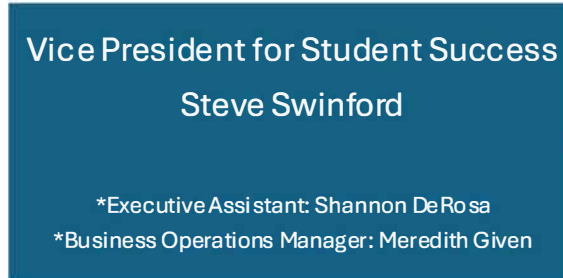 Vice President for Student Success
Steve Swinford
*Executive Assistant: Shannon DeRosa
*Business Operations Manager: Meredith Given